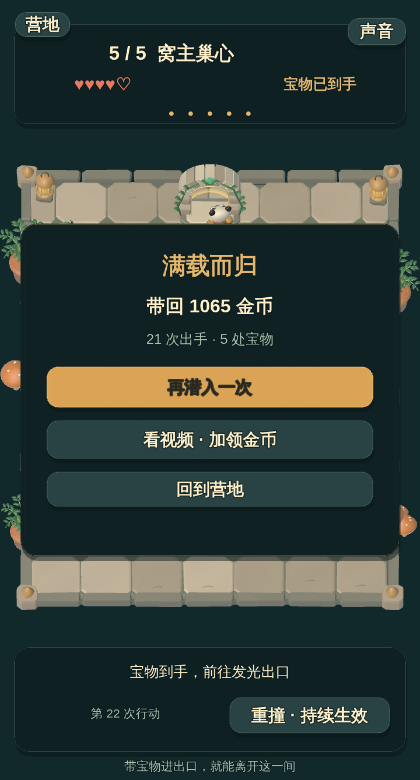 营地
声音
5 / 5 窝主巢心
♥♥♥♥♡
宝物已到手
满载而归
带回 1065 金币
21 次出手 · 5 处宝物
再潜入一次
看视频 · 加领金币
回到营地
宝物到手，前往发光出口
第 22 次行动
重撞 · 持续生效
带宝物进出口，就能离开这一间